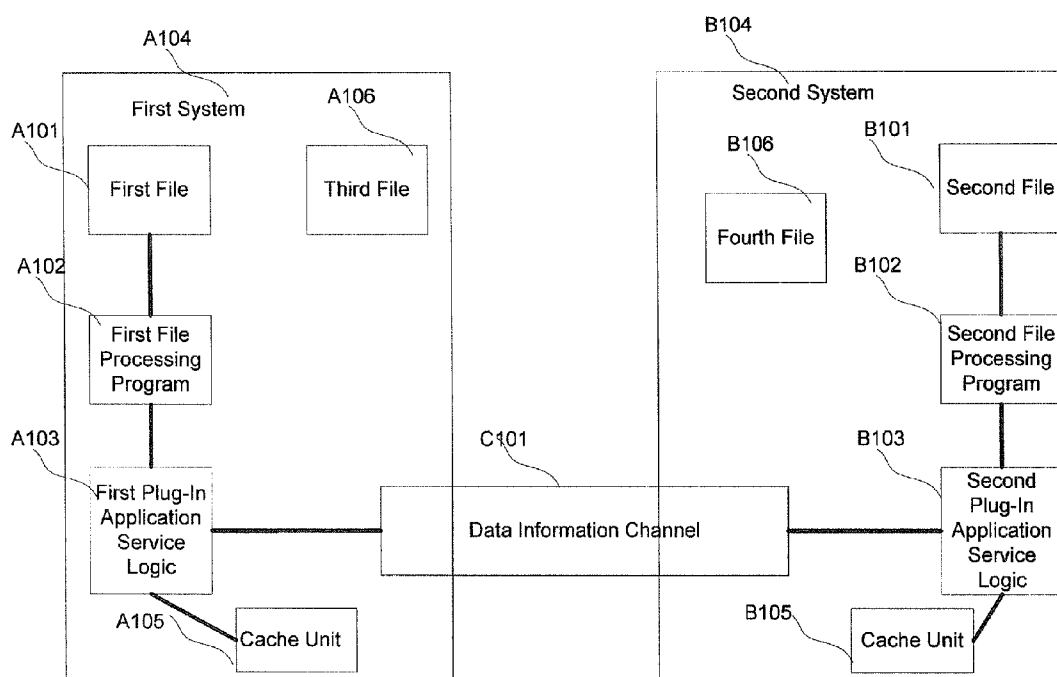 A104
B104
First System
Second System
A106
A101
B106
B101
First File
Third File
Second File
Fourth File
A102
B102
First File
Processing
Program
Second File
Processing
Program
A103
C101
B103
First Plug-In
Application
Service
Logic
Data Information Channel
Second
Plug-In
Application
Service
Logic
A105
Cache Unit
B105
Cache Unit